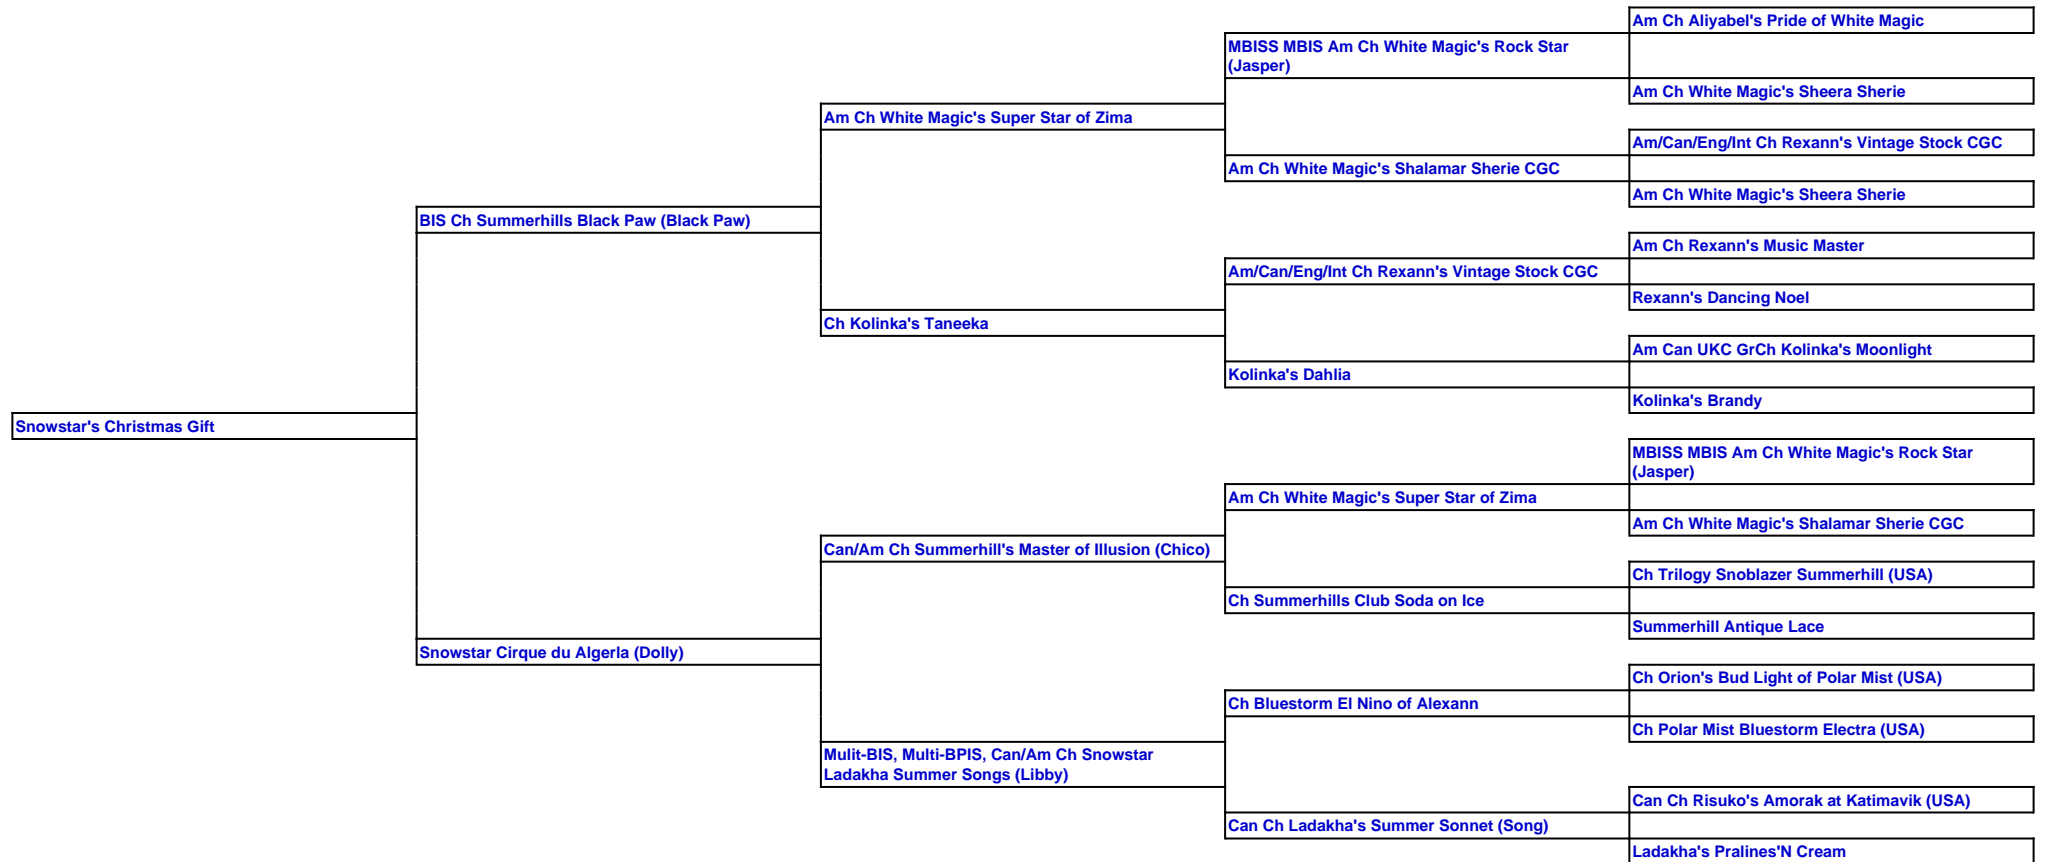 Am Ch Aliyabel's Pride of White Magic
MBISS MBIS Am Ch White Magic's Rock Star
(Jasper)
Am Ch White Magic's Sheera Sherie
Am Ch White Magic's Super Star of Zima
Am/Can/Eng/Int Ch Rexann's Vintage Stock CGC
Am Ch White Magic's Shalamar Sherie CGC
Am Ch White Magic's Sheera Sherie
BIS Ch Summerhills Black Paw (Black Paw)
Am Ch Rexann's Music Master
Am/Can/Eng/Int Ch Rexann's Vintage Stock CGC
Rexann's Dancing Noel
Ch Kolinka's Taneeka
Am Can UKC GrCh Kolinka's Moonlight
Kolinka's Dahlia
Kolinka's Brandy
Snowstar's Christmas Gift
MBISS MBIS Am Ch White Magic's Rock Star
(Jasper)
Am Ch White Magic's Super Star of Zima
Am Ch White Magic's Shalamar Sherie CGC
Can/Am Ch Summerhill's Master of Illusion (Chico)
Ch Trilogy Snoblazer Summerhill (USA)
Ch Summerhills Club Soda on Ice
Summerhill Antique Lace
Snowstar Cirque du Algerla (Dolly)
Ch Orion's Bud Light of Polar Mist (USA)
Ch Bluestorm El Nino of Alexann
Ch Polar Mist Bluestorm Electra (USA)
Mulit-BIS, Multi-BPIS, Can/Am Ch Snowstar
Ladakha Summer Songs (Libby)
Can Ch Risuko's Amorak at Katimavik (USA)
Can Ch Ladakha's Summer Sonnet (Song)
Ladakha's Pralines'N Cream